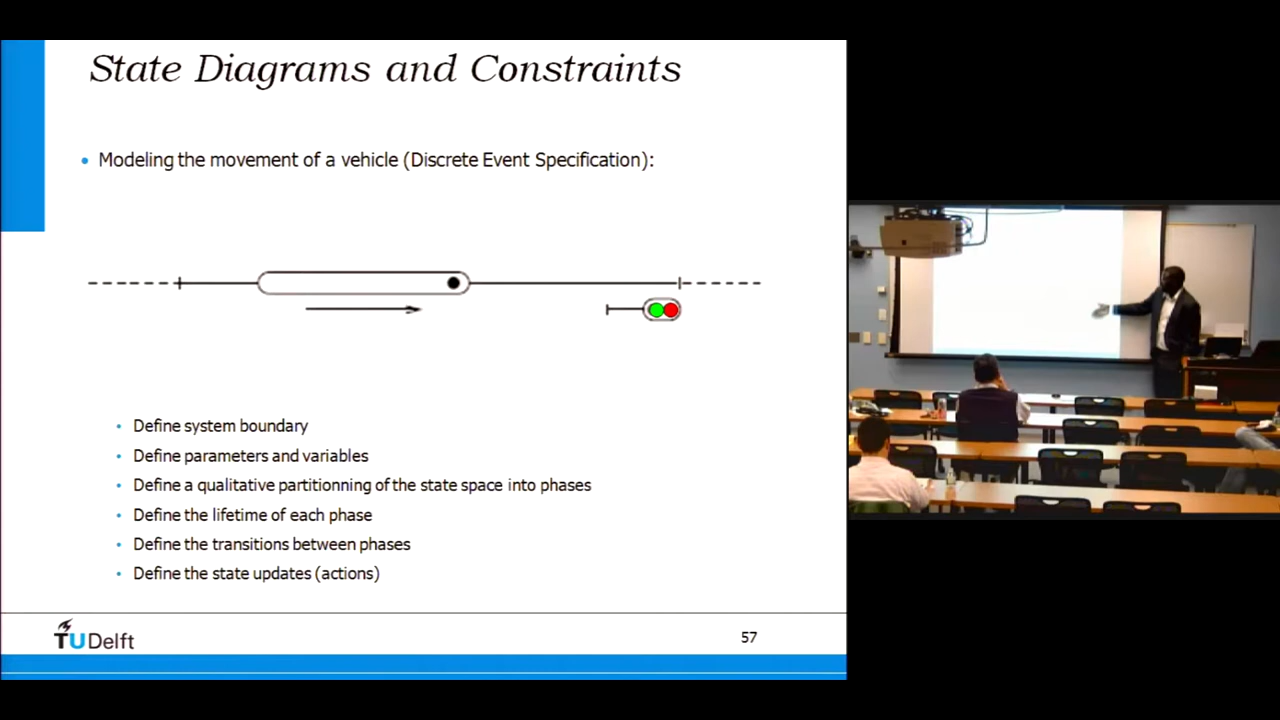 State Diagrams and Constraints
• Modeling the movement of a vehicle (Discrete Event Specification):
• Define system boundary
• Define parameters and variables
• Define a qualitative partitionning of the state space into phases
• Define the lifetime of each phase
• Define the transitions between phases
• Define the state updates (actions)
TU Delft
57